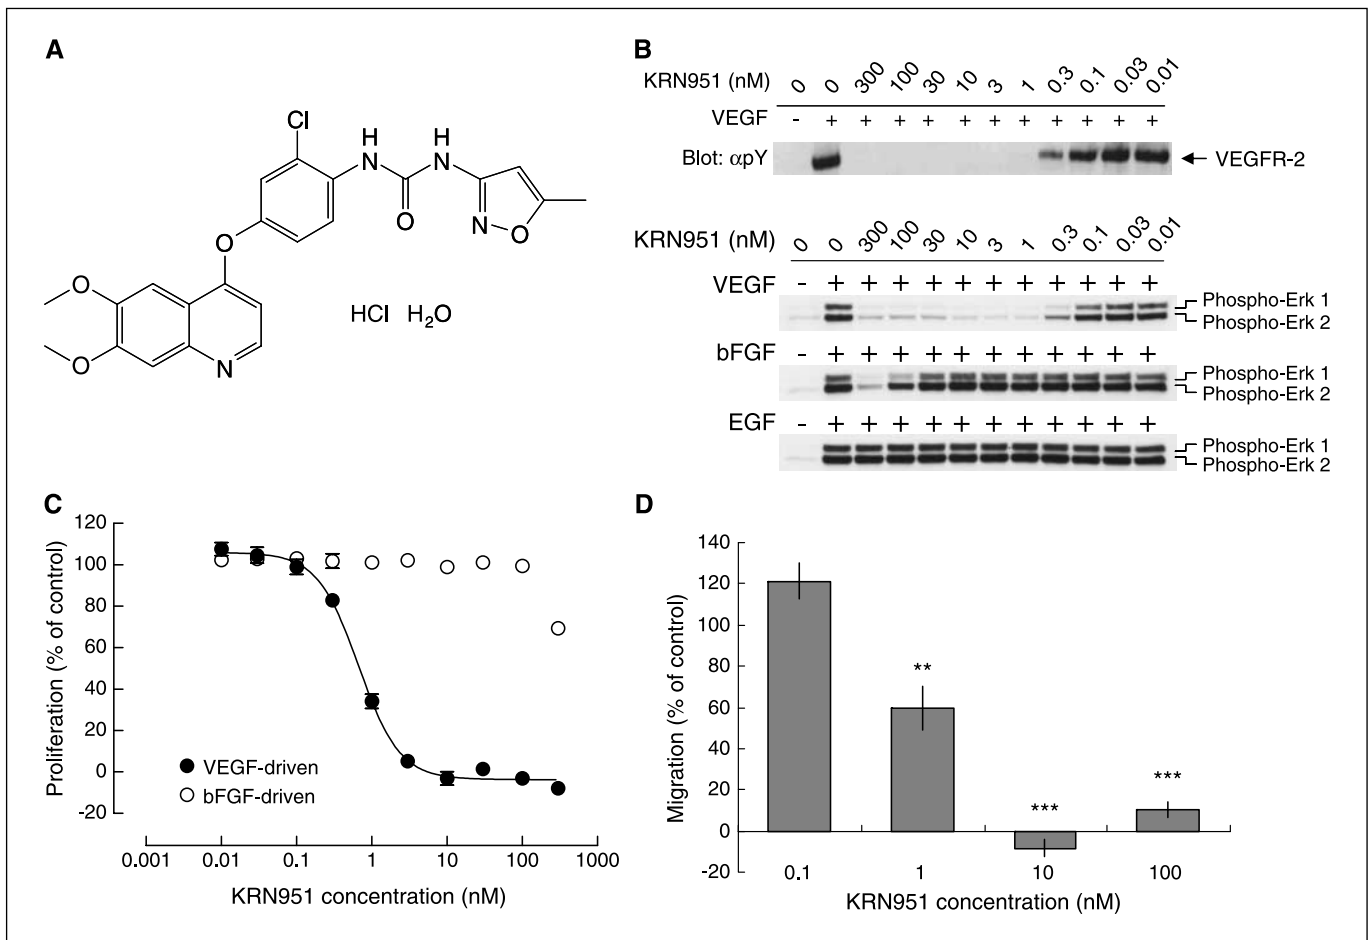 A
Cl
H
H
N
N
O
N
O
O
O
O
N
HCl H₂O
B
KRN951 (nM) 0 0 300 100 30 10 3 1 0.3 0.1 0.03 0.01
VEGF - + + + + + + + + + + +
Blot: αpY VEGFR-2
KRN951 (nM) 0 0 300 100 30 10 3 1 0.3 0.1 0.03 0.01
VEGF - + + + + + + + + + + +
Phospho-Erk 1
Phospho-Erk 2
bFGF - + + + + + + + + + + +
Phospho-Erk 1
Phospho-Erk 2
EGF - + + + + + + + + + + +
Phospho-Erk 1
Phospho-Erk 2
C
Proliferation (% of control)
120
100
80
60
40
20
0
-20
VEGF-driven
bFGF-driven
0.001 0.01 0.1 1 10 100 1000
KRN951 concentration (nM)
D
Migration (% of control)
140
120
100
80
60
40
20
0
-20
**
***
***
0.1 1 10 100
KRN951 concentration (nM)